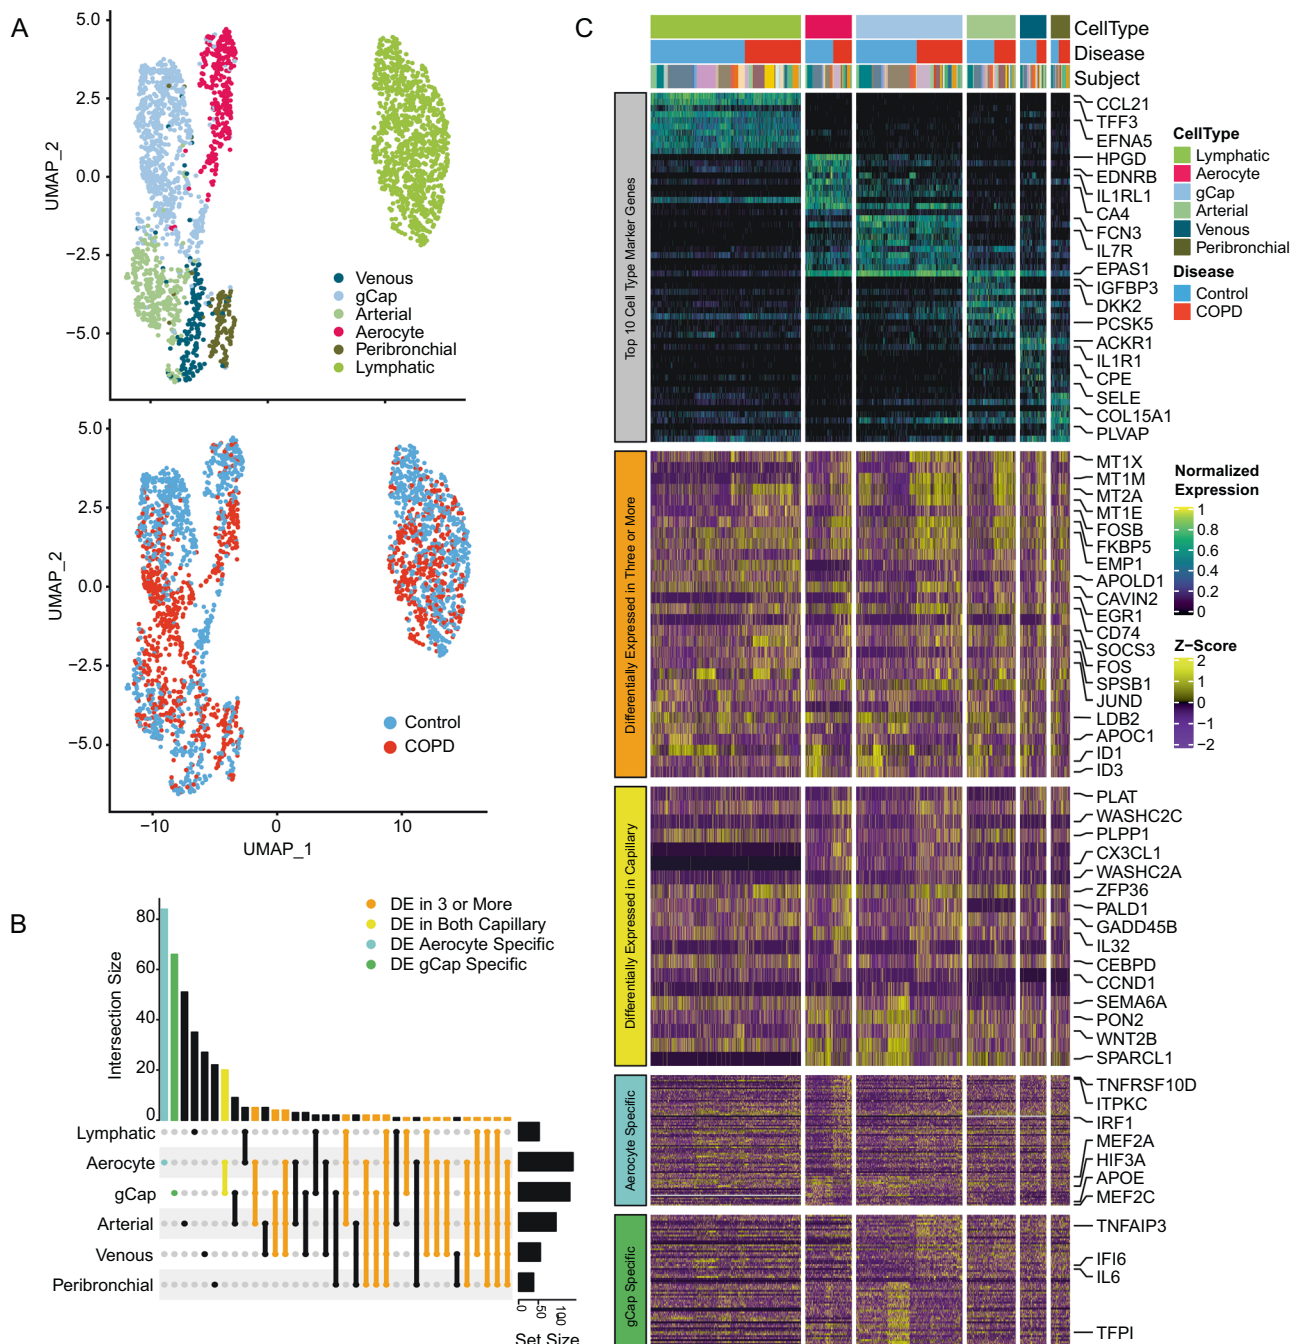 A
5.0
2.5
0.0
−2.5
−5.0
UMAP_2
Venous
gCap
Arterial
Aerocyte
Peribronchial
Lymphatic
5.0
2.5
0.0
−2.5
−5.0
UMAP_2
Control
COPD
−10
0
10
UMAP_1
B
DE in 3 or More
DE in Both Capillary
DE Aerocyte Specific
DE gCap Specific
Intersection Size
80
60
40
20
0
Lymphatic
Aerocyte
gCap
Arterial
Venous
Peribronchial
0
50
100
Set Size
C
CellType
Disease
Subject
Top 10 Cell Type Marker Genes
CCL21
TFF3
EFNA5
HPGD
EDNRB
IL1RL1
CA4
FCN3
IL7R
EPAS1
IGFBP3
DKK2
PCSK5
ACKR1
IL1R1
CPE
SELE
COL15A1
PLVAP
Differentially Expressed in Three or More
MT1X
MT1M
MT2A
MT1E
FOSB
FKBP5
EMP1
APOLD1
CAVIN2
EGR1
CD74
SOCS3
FOS
SPSB1
JUND
LDB2
APOC1
ID1
ID3
Differentially Expressed in Capillary
PLAT
WASHC2C
PLPP1
CX3CL1
WASHC2A
ZFP36
PALD1
GADD45B
IL32
CEBPD
CCND1
SEMA6A
PON2
WNT2B
SPARCL1
Aerocyte Specific
TNFRSF10D
ITPKC
IRF1
MEF2A
HIF3A
APOE
MEF2C
gCap Specific
TNFAIP3
IFI6
IL6
TFPI
CellType
Lymphatic
Aerocyte
gCap
Arterial
Venous
Peribronchial
Disease
Control
COPD
Normalized
Expression
1
0.8
0.6
0.4
0.2
0
Z−Score
2
1
0
−1
−2